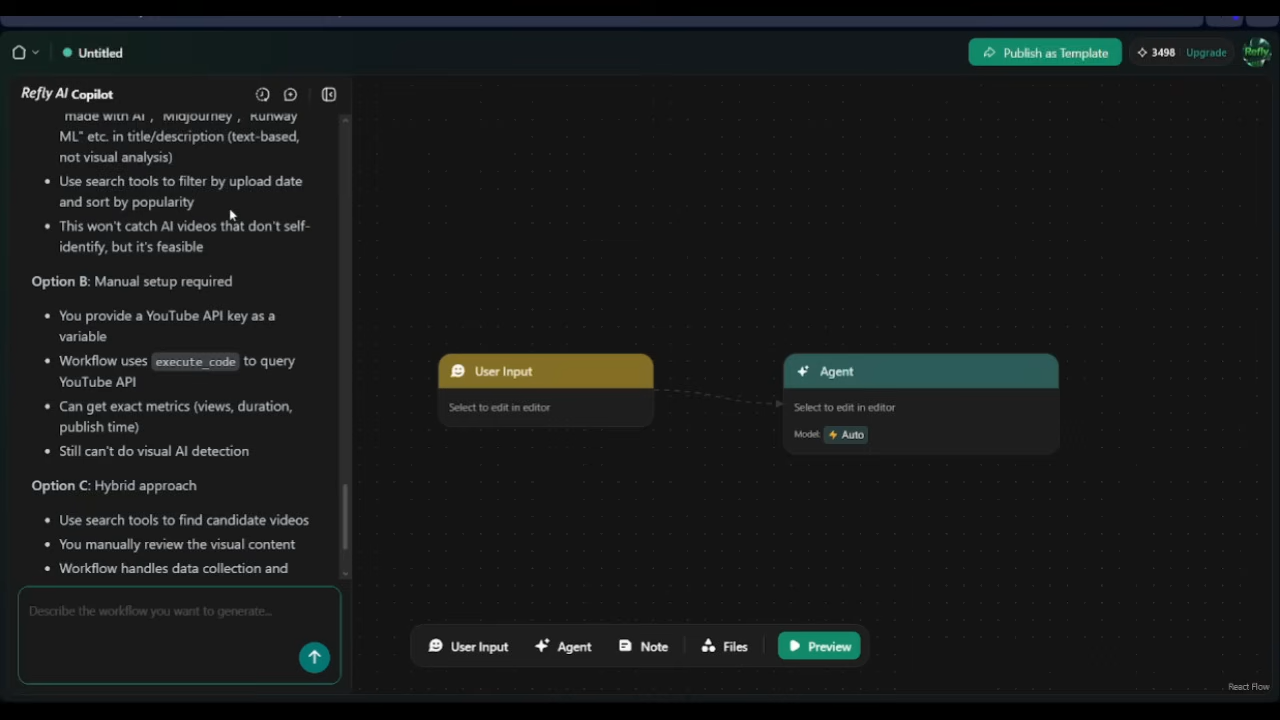 Untitled
Publish as Template
3498
Upgrade
Refly
Refly AI Copilot
"made with AI", "Midjourney", "Runway
ML" etc. in title/description (text-based,
not visual analysis)
• Use search tools to filter by upload date
and sort by popularity
• This won't catch AI videos that don't self-
identify, but it's feasible
Option B: Manual setup required
• You provide a YouTube API key as a
variable
• Workflow uses execute_code to query
YouTube API
• Can get exact metrics (views, duration,
publish time)
• Still can't do visual AI detection
Option C: Hybrid approach
• Use search tools to find candidate videos
• You manually review the visual content
• Workflow handles data collection and
Describe the workflow you want to generate...
User Input
Select to edit in editor
Agent
Select to edit in editor
Model: Auto
User Input
Agent
Note
Files
Preview
React Flow